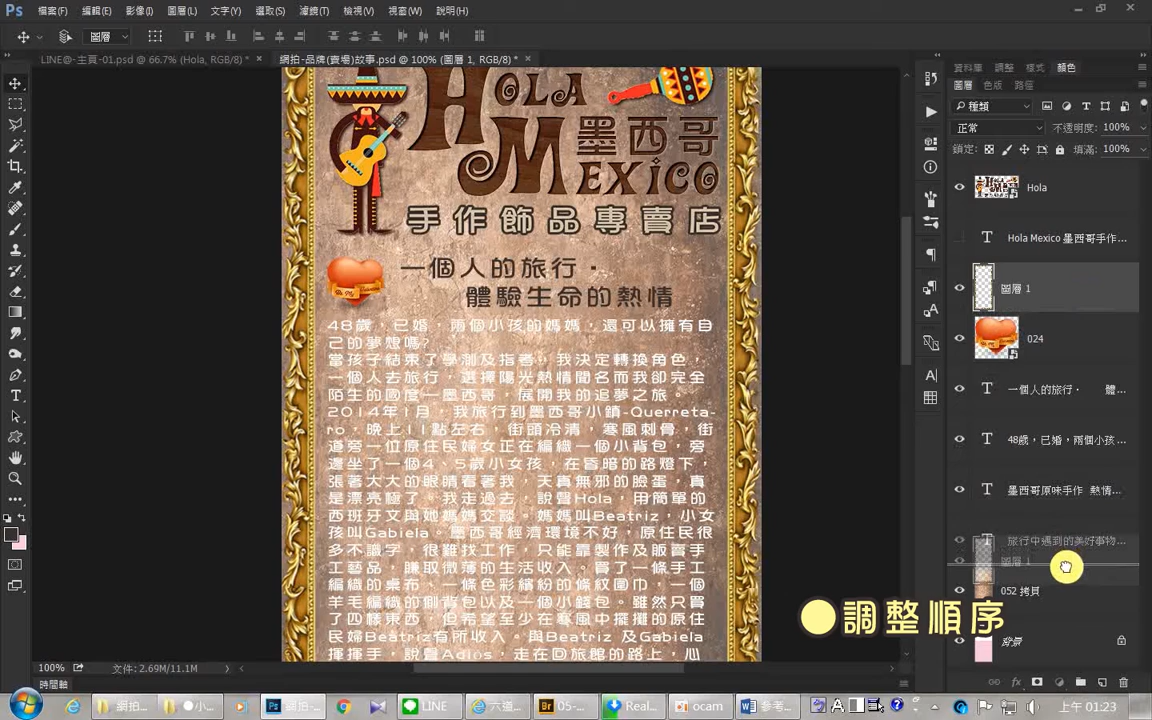 Ps 檔案(F) 編輯(E) 影像(I) 圖層(L) 文字(Y) 選取(S) 濾鏡(T) 檢視(V) 視窗(W) 說明(H)
圖層
LINE@-主頁-01.psd @ 66.7% (Hola, RGB/8) * ×
網拍-品牌(賣場)故事.psd @ 100% (圖層 1, RGB/8) * ×
HOLA
墨西哥
MEXICO
手作飾品專賣店
一個人的旅行·
體驗生命的熱情
48歲，已婚，兩個小孩的媽媽，還可以擁有自
己的夢想嗎?
當孩子結束了學測及指考，我決定轉換角色，
一個人去旅行，選擇陽光熱情聞名而我卻完全
陌生的國度—墨西哥，展開我的追夢之旅。
2014年1月，我旅行到墨西哥小鎮-Querreta-
ro，晚上11點左右，街頭冷清，寒風刺骨，街
道旁一位原住民婦女正在編織一個小背包，旁
邊坐了一個4、5歲小女孩，在昏暗的路燈下，
張著大大的眼睛看著我，天真無邪的臉蛋，真
是漂亮極了。我走過去，說聲Hola，用簡單的
西班牙文與她媽媽交談。媽媽叫Beatriz，小女
孩叫Gabiela。墨西哥經濟環境不好，原住民很
多不識字，很難找工作，只能靠製作及販賣手
工藝品，賺取微薄的生活收入。買了一條手工
編織的桌布、一條色彩繽紛的條紋圍巾，一個
羊毛編織的側背包以及一個小錢包。雖然只買
了四樣東西，但希望至少在寒風中擺攤的原住
民婦Beatriz有所收入。與Beatriz 及Gabiela
揮揮手，說聲Adios，走在回旅館的路上，心
資料庫 調整 樣式 顏色
圖層 色版 路徑
種類
正常 不透明度: 100%
鎖定: 填滿: 100%
Hola
Hola Mexico 墨西哥手作...
圖層 1
024
一個人的旅行· 體...
48歲，已婚，兩個小孩...
墨西哥原味手作 熱情...
旅行中遇到的美好事物...
圖層 1
052 拷貝
背景
調整順序
100% 文件: 2.69M/11.1M
時間軸
網拍... 小... 網拍-... LINE 六道... 05-... Real... ocam 參考... 上午 01:23